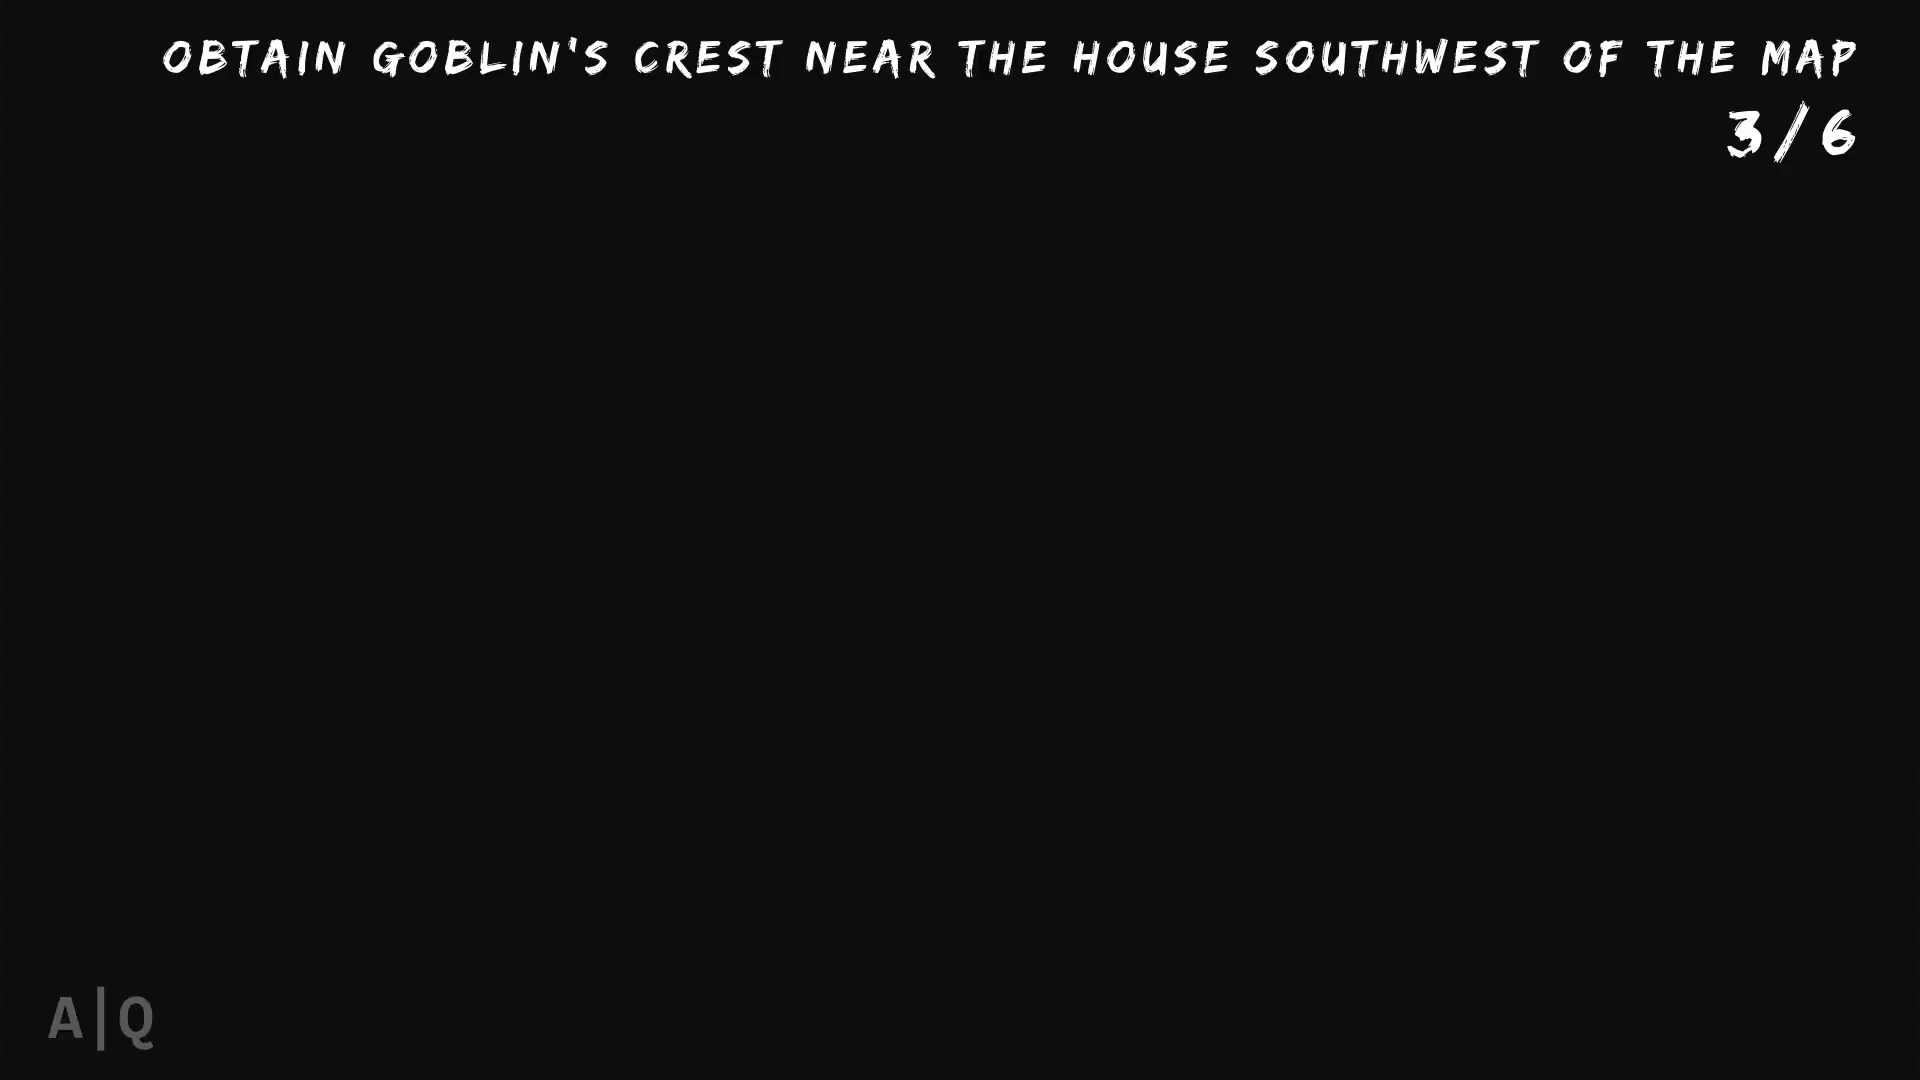 OBTAIN GOBLIN'S CREST NEAR THE HOUSE SOUTHWEST OF THE MAP
3/6
A|Q